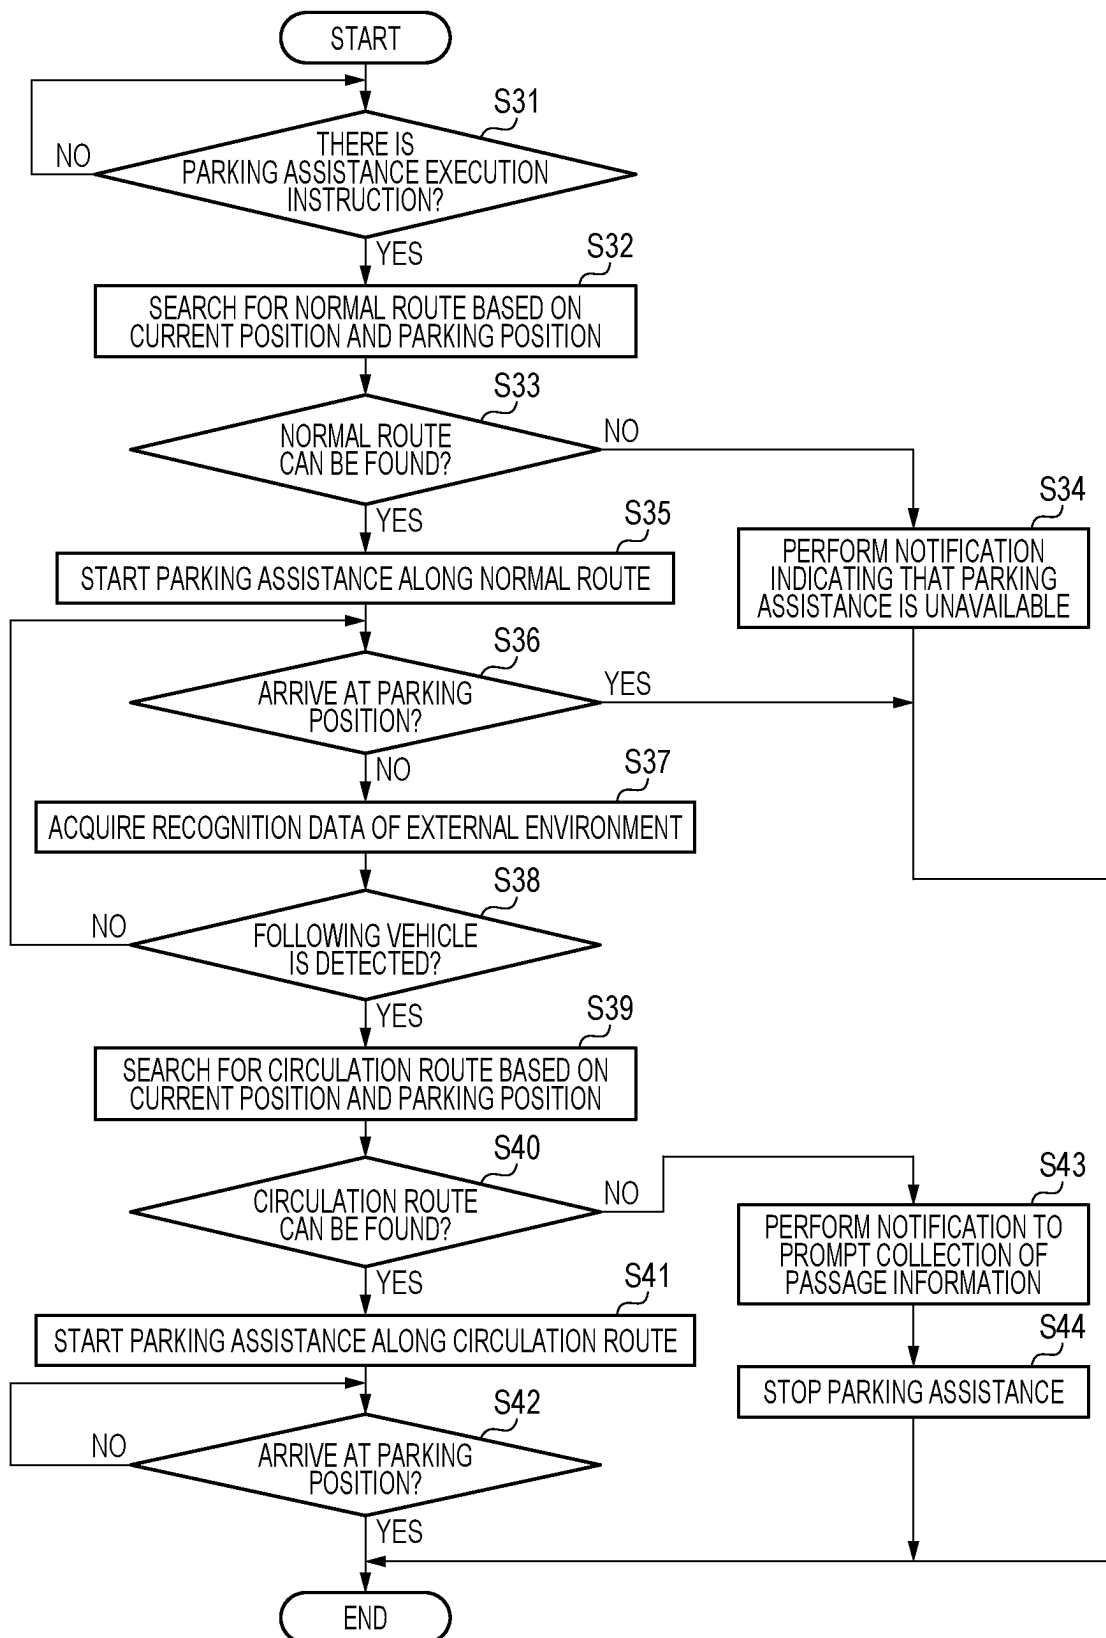 START
S31
THERE IS
PARKING ASSISTANCE EXECUTION
INSTRUCTION?
NO
YES
S32
SEARCH FOR NORMAL ROUTE BASED ON
CURRENT POSITION AND PARKING POSITION
S33
NORMAL ROUTE
CAN BE FOUND?
NO
YES
S34
PERFORM NOTIFICATION
INDICATING THAT PARKING
ASSISTANCE IS UNAVAILABLE
S35
START PARKING ASSISTANCE ALONG NORMAL ROUTE
S36
ARRIVE AT PARKING
POSITION?
YES
NO
S37
ACQUIRE RECOGNITION DATA OF EXTERNAL ENVIRONMENT
S38
FOLLOWING VEHICLE
IS DETECTED?
NO
YES
S39
SEARCH FOR CIRCULATION ROUTE BASED ON
CURRENT POSITION AND PARKING POSITION
S40
CIRCULATION ROUTE
CAN BE FOUND?
NO
YES
S43
PERFORM NOTIFICATION TO
PROMPT COLLECTION OF
PASSAGE INFORMATION
S41
START PARKING ASSISTANCE ALONG CIRCULATION ROUTE
S44
STOP PARKING ASSISTANCE
S42
ARRIVE AT PARKING
POSITION?
NO
YES
END